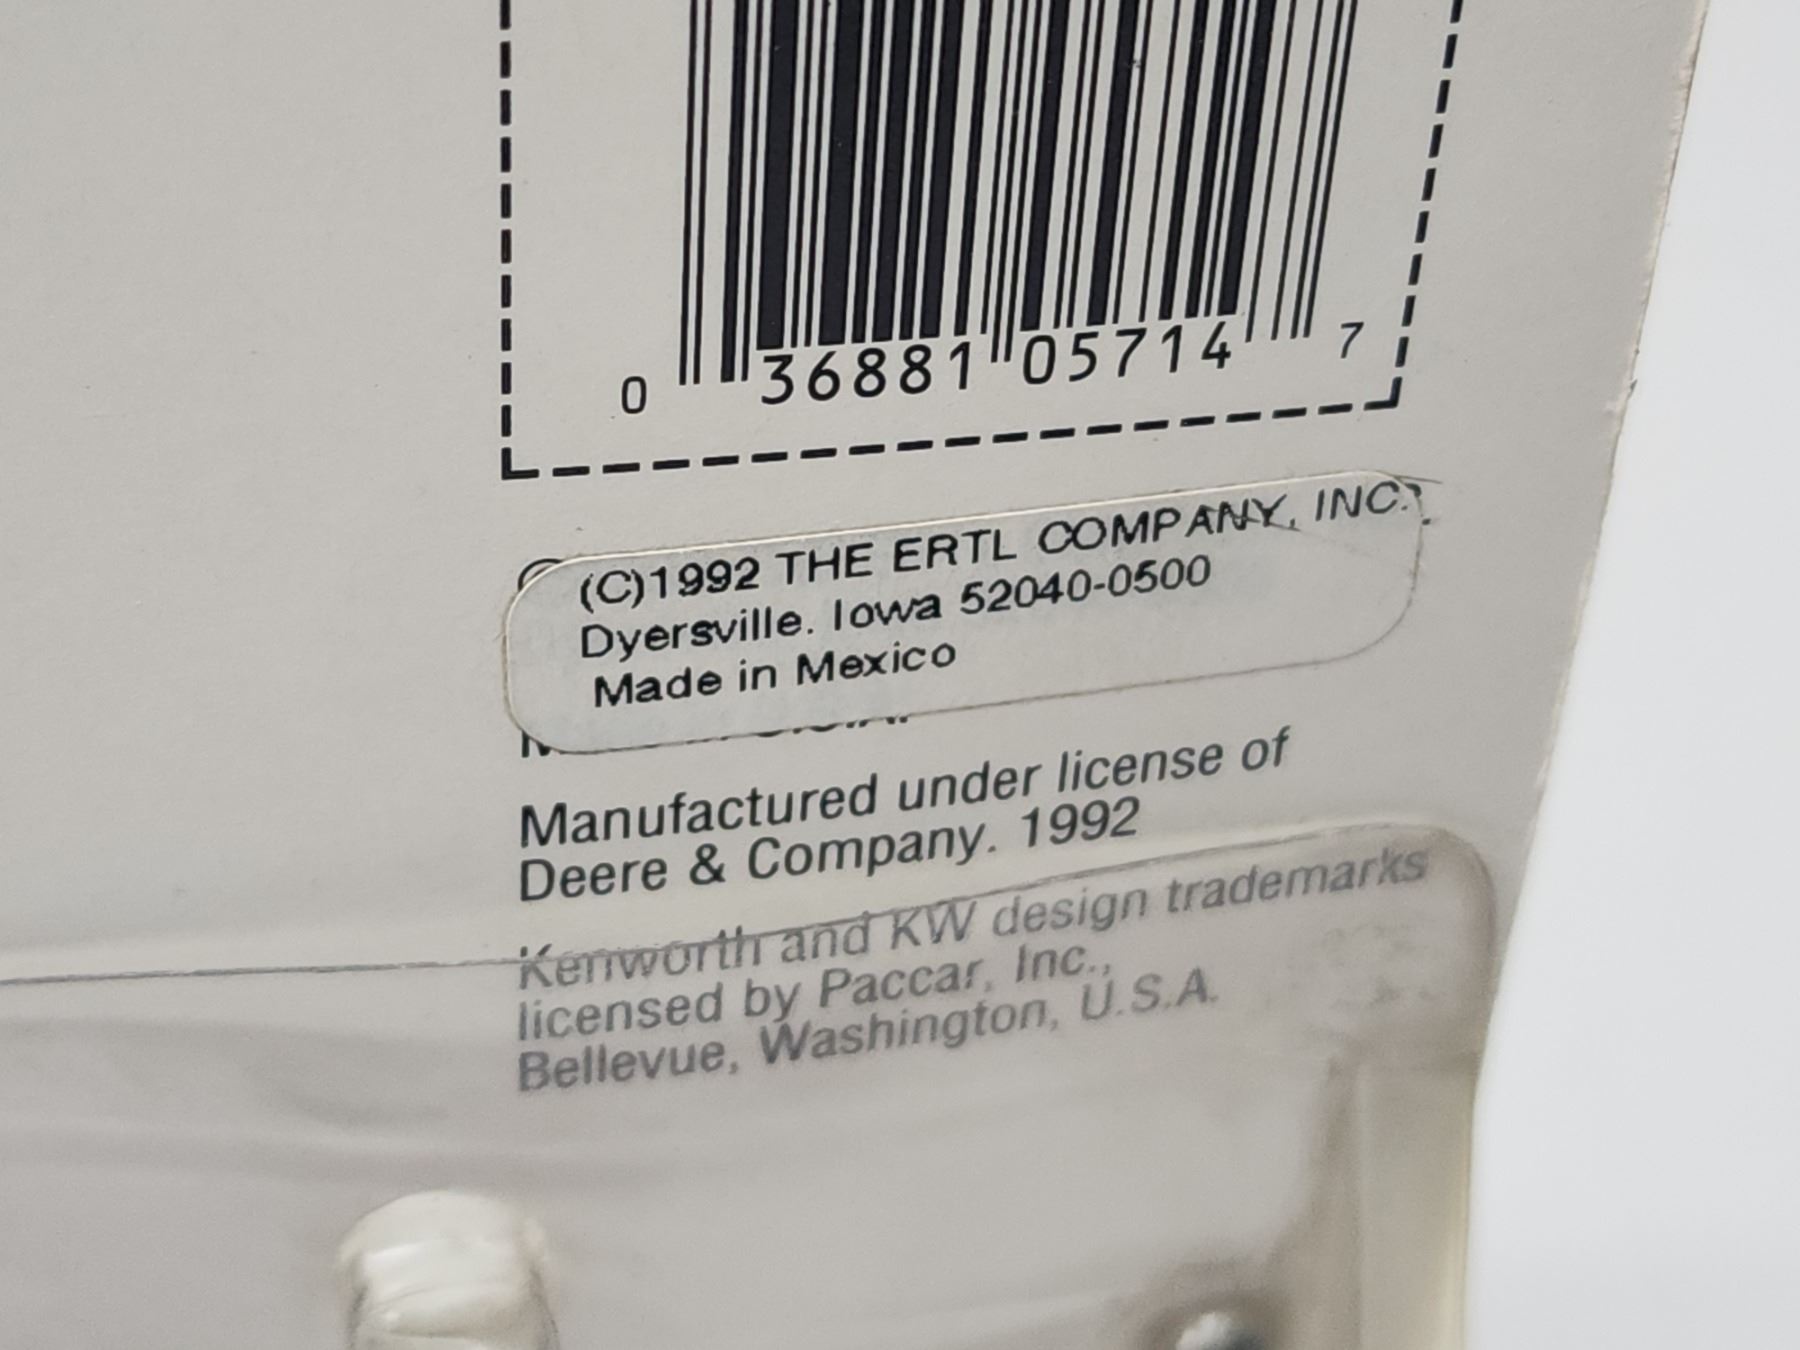 0 36881 05714 7
(C)1992 THE ERTL COMPANY, INC.
Dyersville. Iowa 52040-0500
Made in Mexico
Manufactured under license of
Deere & Company. 1992
Kenworth and KW design trademarks
licensed by Paccar, Inc.,
Bellevue, Washington, U.S.A.